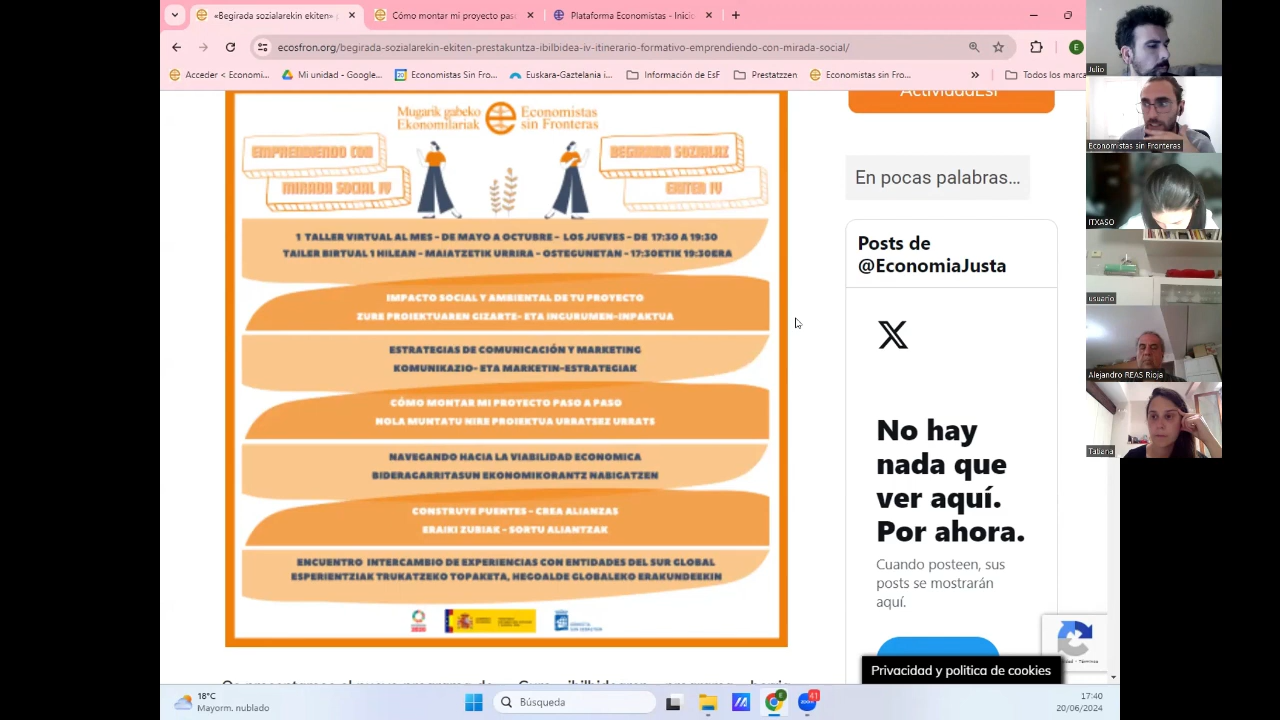 «Begirada sozialarekin ekiten»
Cómo montar mi proyecto paso
Plataforma Economistas - Inicio
ecosfron.org/begirada-sozialarekin-ekiten-prestakuntza-ibilbidea-iv-itinerario-formativo-emprendiendo-con-mirada-social/
E
Acceder < Economi...
Mi unidad - Google...
Economistas Sin Fro...
Euskara-Gaztelania i...
Información de EsF
Prestatzzen
Economistas sin Fro...
»
Todos los marca
ActividadEsF
Mugarik gabeko
Ekonomilariak
Economistas
sin Fronteras
EMPRENDIENDO CON
MIRADA SOCIAL IV
BEGIRADA SOZIALAZ
EKITEN IV
1 TALLER VIRTUAL AL MES - DE MAYO A OCTUBRE - LOS JUEVES - DE 17:30 A 19:30
TAILER BIRTUAL 1 HILEAN - MAIATZETIK URRIRA - OSTEGUNETAN - 17:30ETIK 19:30ERA
IMPACTO SOCIAL Y AMBIENTAL DE TU PROYECTO
ZURE PROIEKTUAREN GIZARTE- ETA INGURUMEN-INPAKTUA
ESTRATEGIAS DE COMUNICACIÓN Y MARKETING
KOMUNIKAZIO- ETA MARKETIN-ESTRATEGIAK
CÓMO MONTAR MI PROYECTO PASO A PASO
NOLA MUNTATU NIRE PROIEKTUA URRATSEZ URRATS
NAVEGANDO HACIA LA VIABILIDAD ECONOMICA
BIDERAGARRITASUN EKONOMIKORANTZ NABIGATZEN
CONSTRUYE PUENTES - CREA ALIANZAS
ERAIKI ZUBIAK - SORTU ALIANTZAK
ENCUENTRO INTERCAMBIO DE EXPERIENCIAS CON ENTIDADES DEL SUR GLOBAL
ESPERIENTZIAK TRUKATZEKO TOPAKETA, HEGOALDE GLOBALEKO ERAKUNDEEKIN
En pocas palabras...
Posts de
@EconomiaJusta
No hay
nada que
ver aquí.
Por ahora.
Cuando posteen, sus
posts se mostrarán
aquí.
Privacidad y política de cookies
Julio
Economistas sin Fronteras
ITXASO
usuario
Alejandro REAS Rioja
Tatiana
18°C
Mayorm. nublado
Búsqueda
zoom
41
17:40
20/06/2024